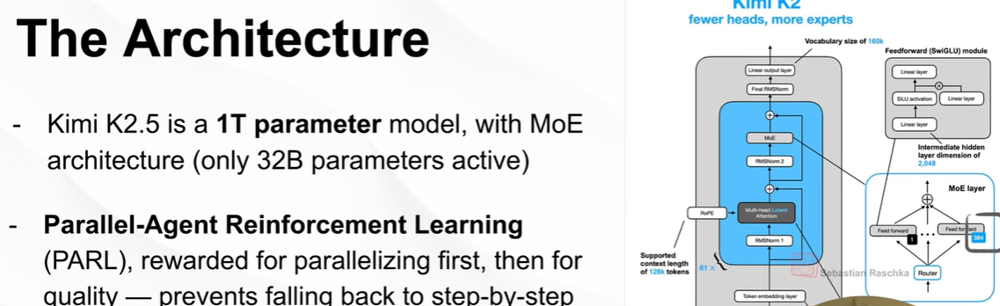 The Architecture
- Kimi K2.5 is a 1T parameter model, with MoE
architecture (only 32B parameters active)
- Parallel-Agent Reinforcement Learning
(PARL), rewarded for parallelizing first, then for
quality — prevents falling back to step-by-step
Kimi K2
fewer heads, more experts
Vocabulary size of 160k
Linear output layer
Final RMSNorm
MoE
RMSNorm 2
RoPE
Multi-head Latent
Attention
RMSNorm 1
Supported
context length
of 128k tokens
61 ×
Token embedding layer
Feedforward (SwiGLU) module
Linear layer
SiLU activation
Linear layer
Linear layer
Intermediate hidden
layer dimension of
2,048
MoE layer
Feed forward
1
Feed forward
384
Router
Sebastian Raschka